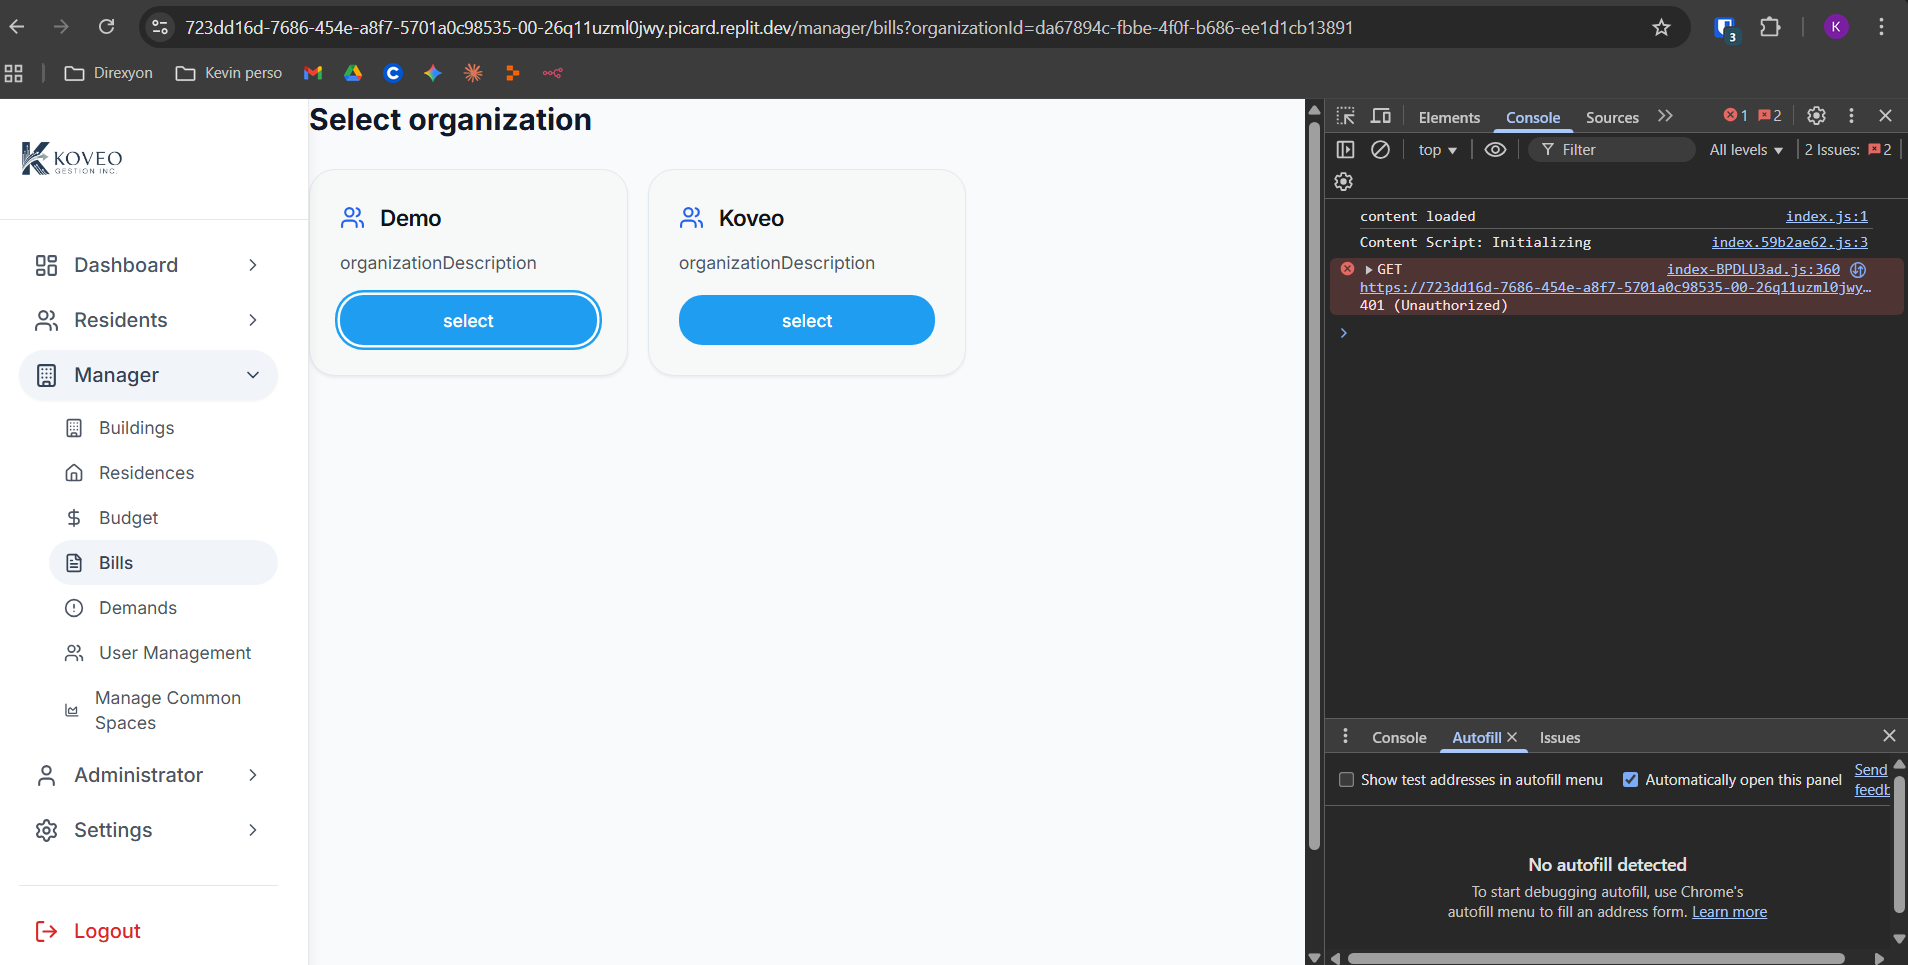 723dd16d-7686-454e-a8f7-5701a0c98535-00-26q11uzml0jwy.picard.replit.dev/manager/bills?organizationId=da67894c-fbbe-4f0f-b686-ee1d1cb13891
3
K
Direxyon
Kevin perso
KOVEO
GESTION INC.
Dashboard
Residents
Manager
Buildings
Residences
Budget
Bills
Demands
User Management
Manage Common
Spaces
Administrator
Settings
Logout
Select organization
Demo
organizationDescription
select
Koveo
organizationDescription
select
Elements
Console
Sources
1
2
top
Filter
All levels
2 Issues:
2
content loaded
index.js:1
Content Script: Initializing
index.59b2ae62.js:3
GET
index-BPDLU3ad.js:360
https://723dd16d-7686-454e-a8f7-5701a0c98535-00-26q11uzml0jwy…
401 (Unauthorized)
Console
Autofill
Issues
Show test addresses in autofill menu
Automatically open this panel
Send
feedb
No autofill detected
To start debugging autofill, use Chrome's
autofill menu to fill an address form. Learn more